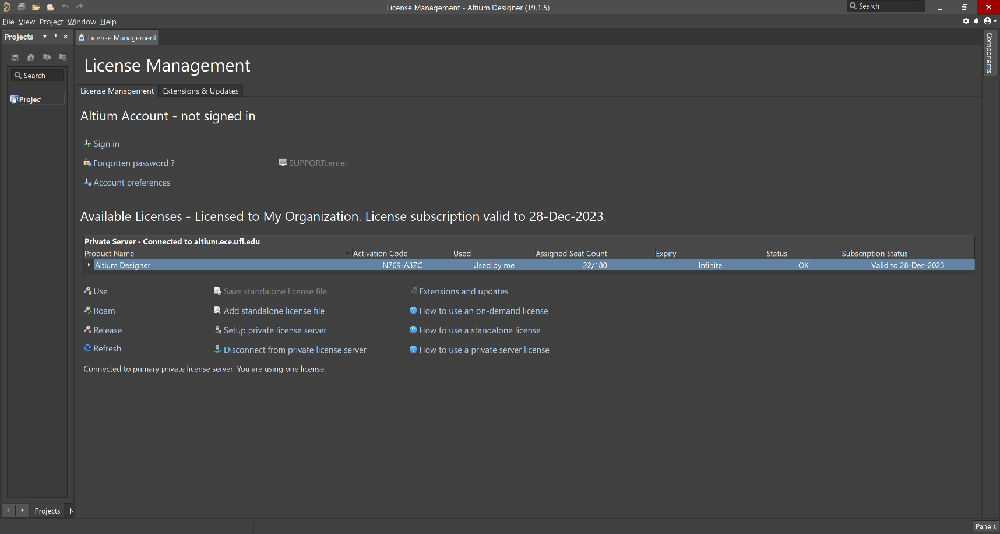 License Management - Altium Designer (19.1.5)
Search
File View Project Window Help
Projects
License Management
Components
License Management
Search
License Management
Extensions & Updates
Projec
Altium Account - not signed in
Sign in
Forgotten password ?
SUPPORTcenter
Account preferences
Available Licenses - Licensed to My Organization. License subscription valid to 28-Dec-2023.
Private Server - Connected to altium.ece.ufl.edu
Product Name Activation Code Used Assigned Seat Count Expiry Status Subscription Status
Altium Designer N769-A3ZC Used by me 22/180 Infinite OK Valid to 28-Dec-2023
Use Save standalone license file Extensions and updates
Roam Add standalone license file How to use an on-demand license
Release Setup private license server How to use a standalone license
Refresh Disconnect from private license server How to use a private server license
Connected to primary private license server. You are using one license.
Projects N
Panels